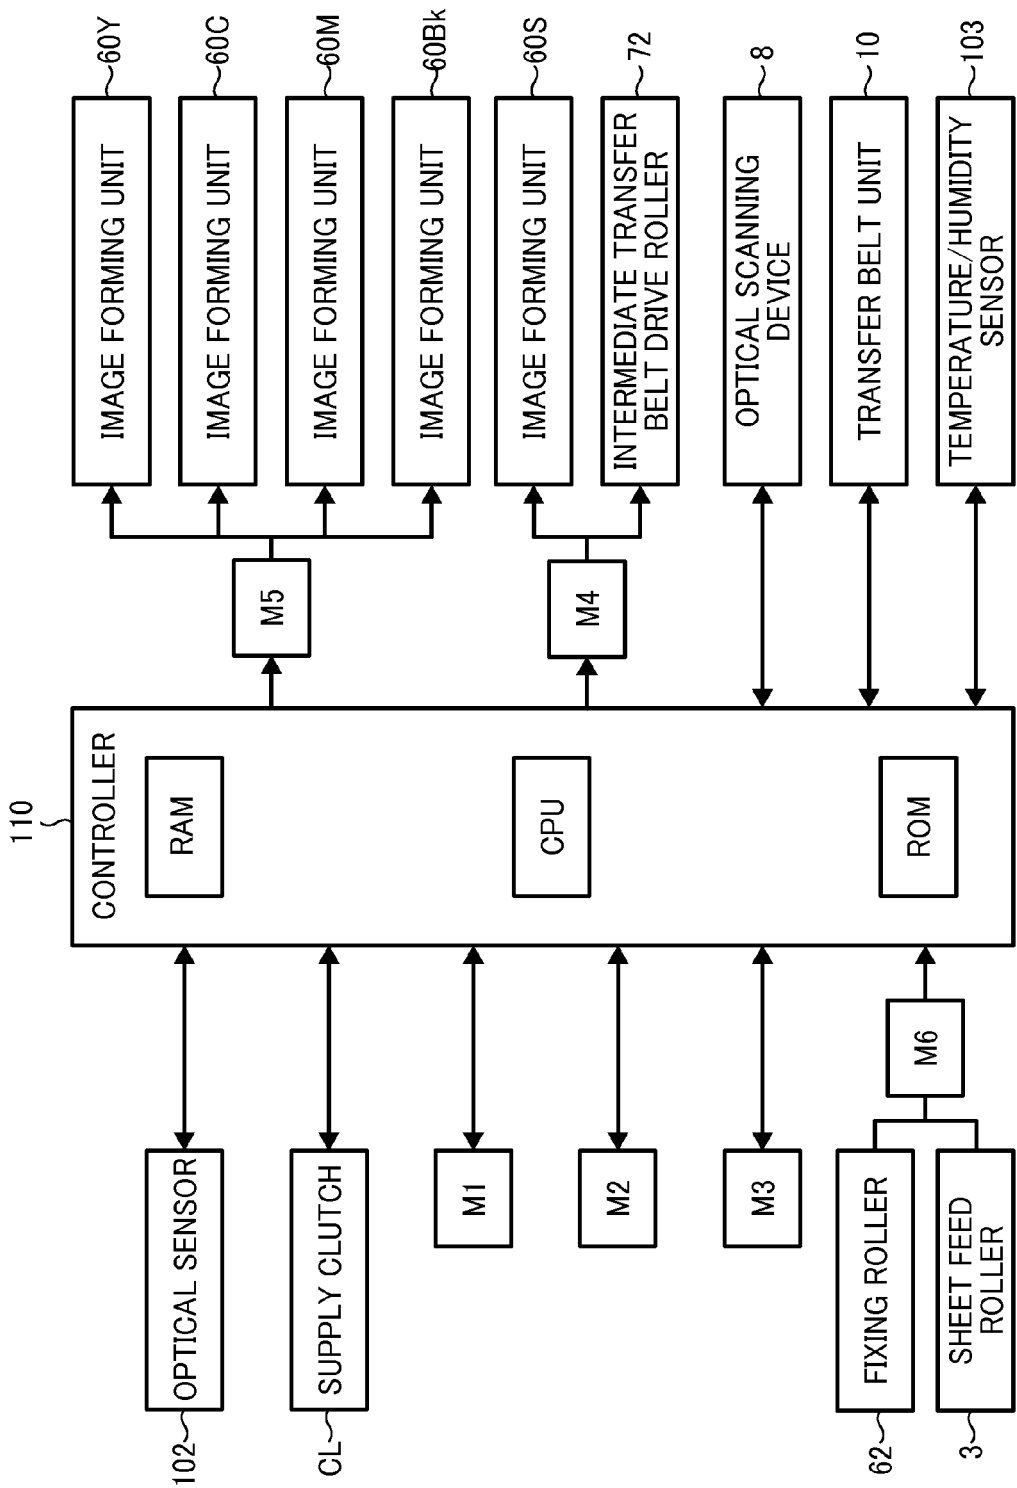 110
CONTROLLER
RAM
CPU
ROM
102
OPTICAL SENSOR
CL
SUPPLY CLUTCH
M1
M2
M3
M6
62
FIXING ROLLER
3
SHEET FEED
ROLLER
M5
M4
IMAGE FORMING UNIT
60Y
IMAGE FORMING UNIT
60C
IMAGE FORMING UNIT
60M
IMAGE FORMING UNIT
60Bk
IMAGE FORMING UNIT
60S
INTERMEDIATE TRANSFER
BELT DRIVE ROLLER
72
OPTICAL SCANNING
DEVICE
8
TRANSFER BELT UNIT
10
TEMPERATURE/HUMIDITY
SENSOR
103